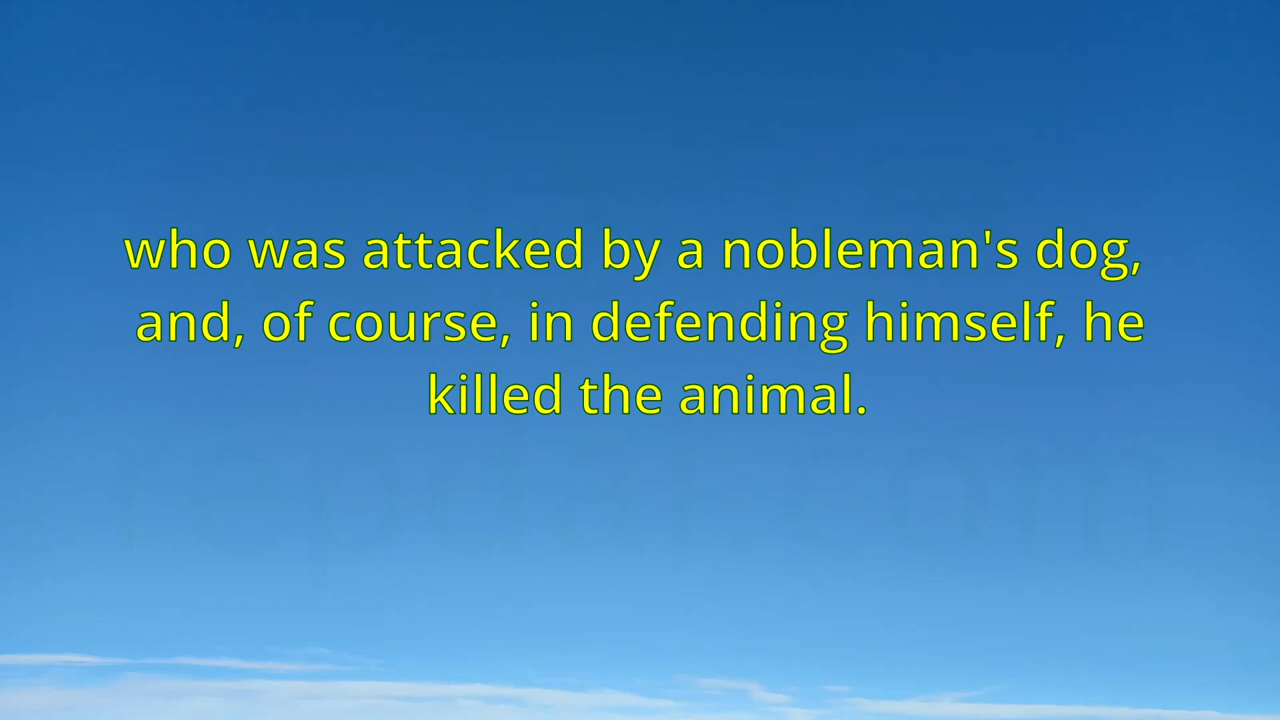 who was attacked by a nobleman's dog,
and, of course, in defending himself, he
killed the animal.